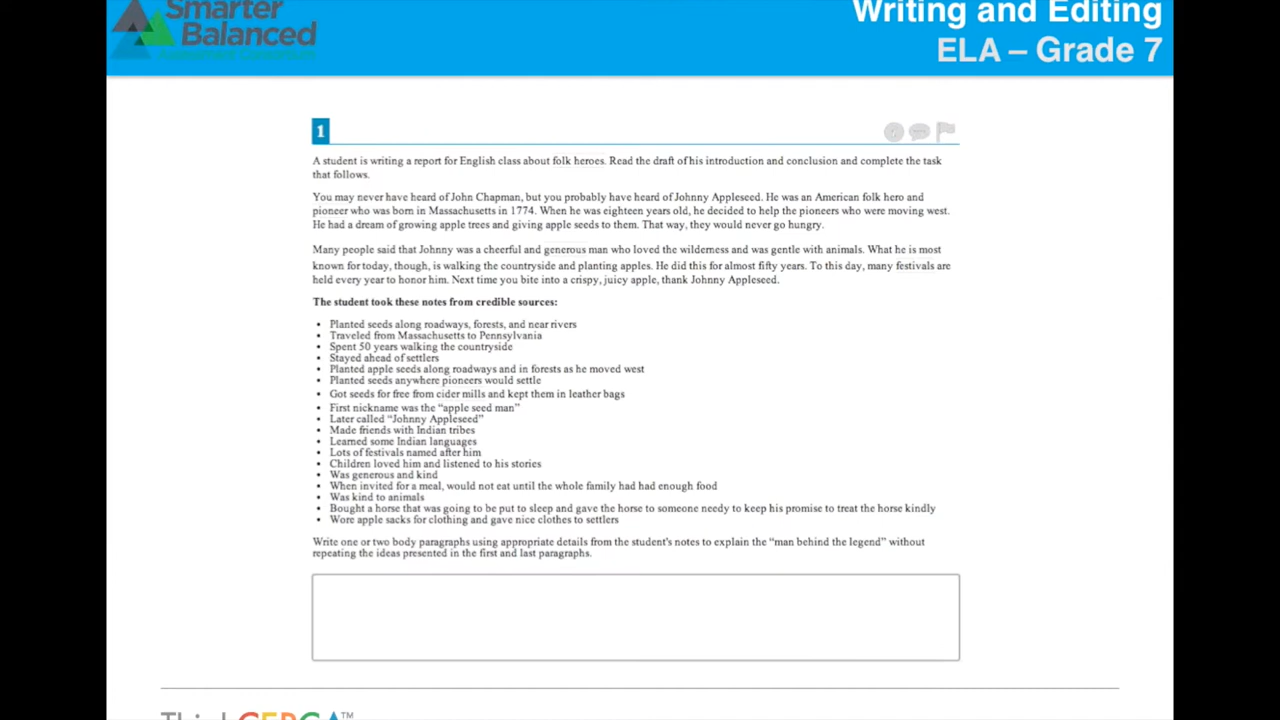 Smarter
Balanced
Writing and Editing
ELA – Grade 7
1
A student is writing a report for English class about folk heroes. Read the draft of his introduction and conclusion and complete the task
that follows.
You may never have heard of John Chapman, but you probably have heard of Johnny Appleseed. He was an American folk hero and
pioneer who was born in Massachusetts in 1774. When he was eighteen years old, he decided to help the pioneers who were moving west.
He had a dream of growing apple trees and giving apple seeds to them. That way, they would never go hungry.
Many people said that Johnny was a cheerful and generous man who loved the wilderness and was gentle with animals. What he is most
known for today, though, is walking the countryside and planting apples. He did this for almost fifty years. To this day, many festivals are
held every year to honor him. Next time you bite into a crispy, juicy apple, thank Johnny Appleseed.
The student took these notes from credible sources:
• Planted seeds along roadways, forests, and near rivers
• Traveled from Massachusetts to Pennsylvania
• Spent 50 years walking the countryside
• Stayed ahead of settlers
• Planted apple seeds along roadways and in forests as he moved west
• Planted seeds anywhere pioneers would settle
• Got seeds for free from cider mills and kept them in leather bags
• First nickname was the “apple seed man”
• Later called “Johnny Appleseed”
• Made friends with Indian tribes
• Learned some Indian languages
• Lots of festivals named after him
• Children loved him and listened to his stories
• Was generous and kind
• When invited for a meal, would not eat until the whole family had had enough food
• Was kind to animals
• Bought a horse that was going to be put to sleep and gave the horse to someone needy to keep his promise to treat the horse kindly
• Wore apple sacks for clothing and gave nice clothes to settlers
Write one or two body paragraphs using appropriate details from the student's notes to explain the “man behind the legend” without
repeating the ideas presented in the first and last paragraphs.